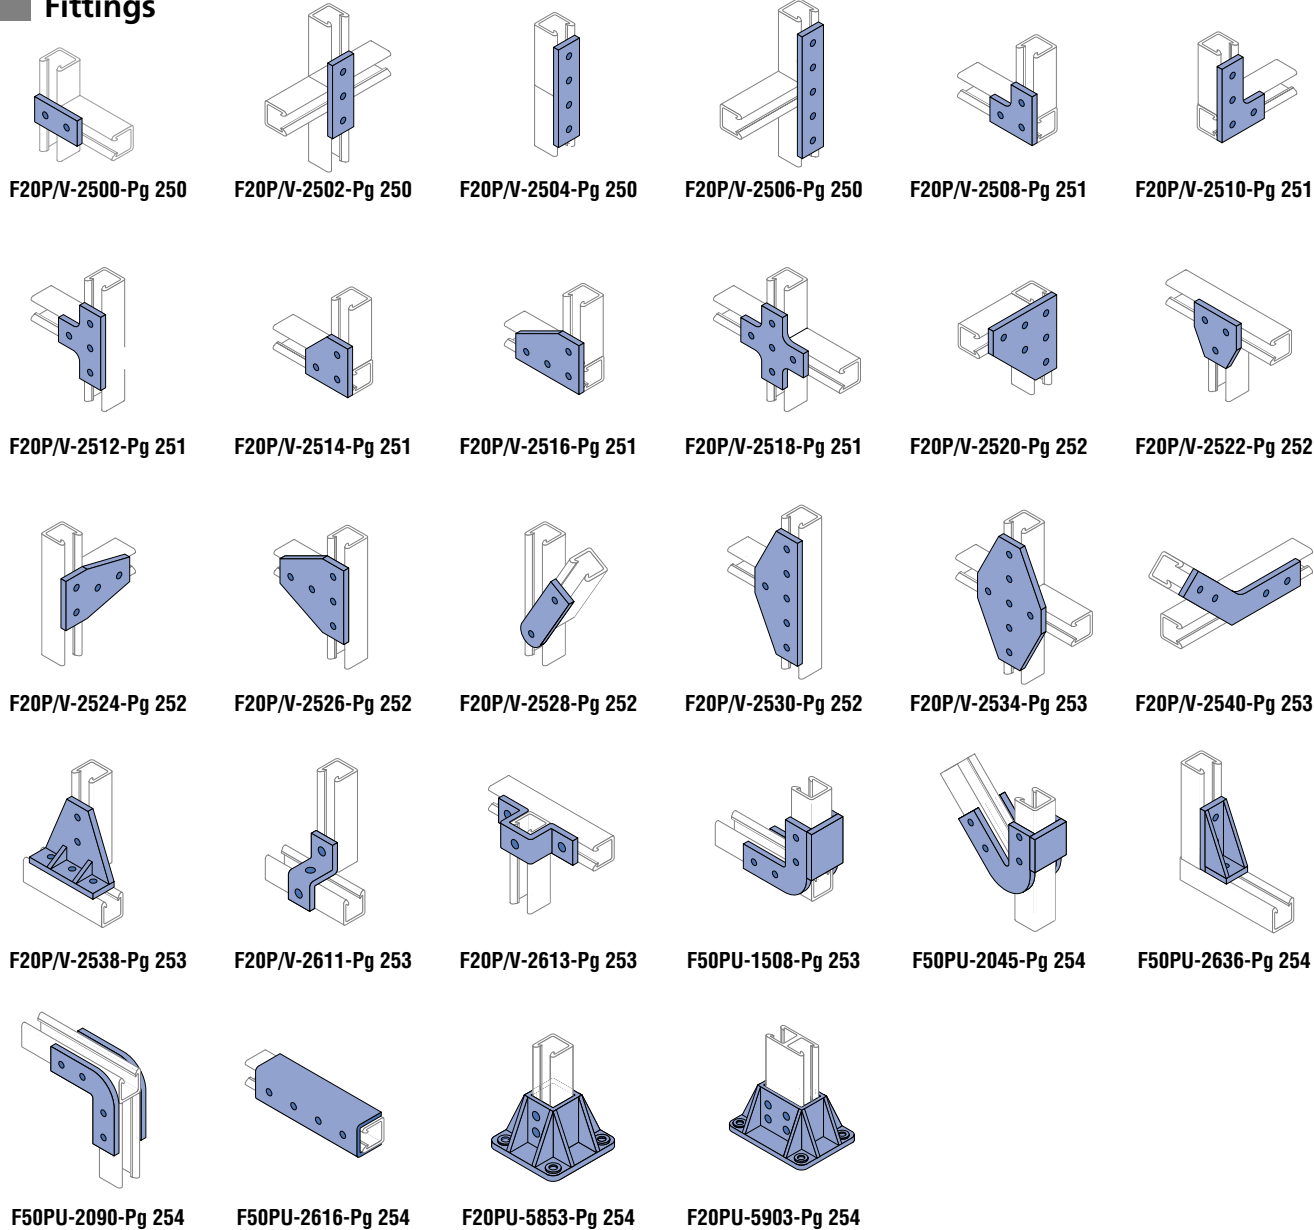 Fittings
F20P/V-2500-Pg 250
F20P/V-2502-Pg 250
F20P/V-2504-Pg 250
F20P/V-2506-Pg 250
F20P/V-2508-Pg 251
F20P/V-2510-Pg 251
F20P/V-2512-Pg 251
F20P/V-2514-Pg 251
F20P/V-2516-Pg 251
F20P/V-2518-Pg 251
F20P/V-2520-Pg 252
F20P/V-2522-Pg 252
F20P/V-2524-Pg 252
F20P/V-2526-Pg 252
F20P/V-2528-Pg 252
F20P/V-2530-Pg 252
F20P/V-2534-Pg 253
F20P/V-2540-Pg 253
F20P/V-2538-Pg 253
F20P/V-2611-Pg 253
F20P/V-2613-Pg 253
F50PU-1508-Pg 253
F50PU-2045-Pg 254
F50PU-2636-Pg 254
F50PU-2090-Pg 254
F50PU-2616-Pg 254
F20PU-5853-Pg 254
F20PU-5903-Pg 254